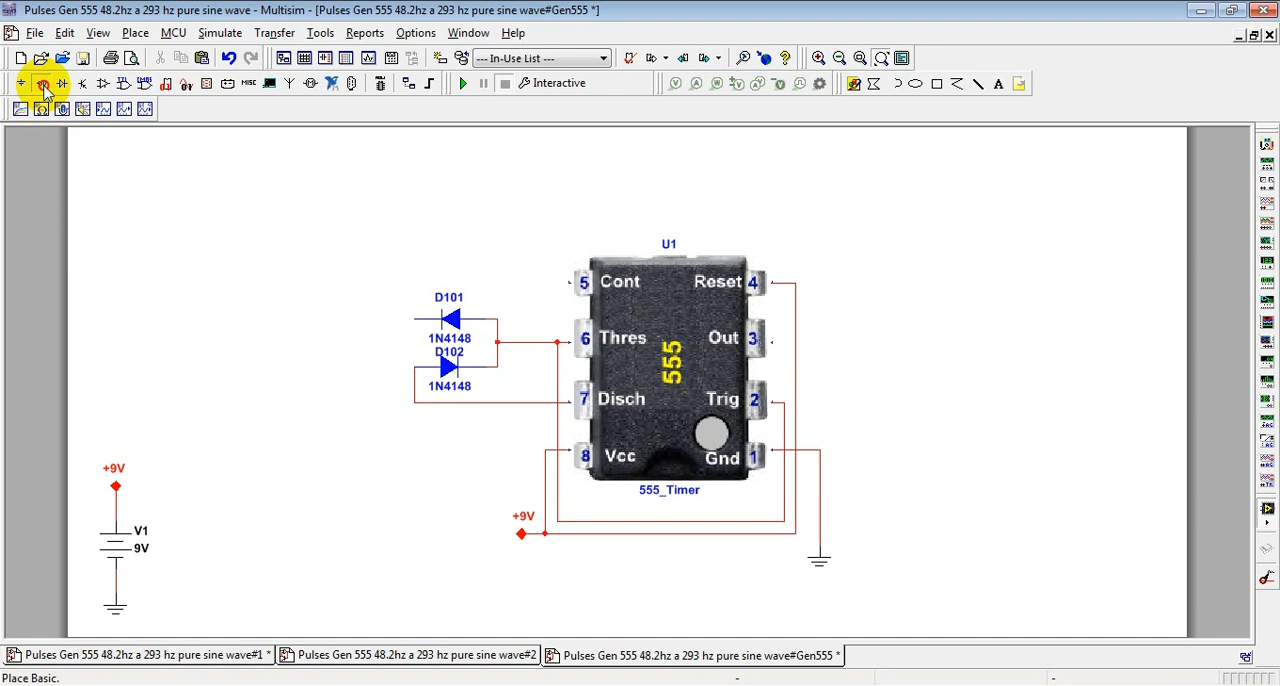 Pulses Gen 555 48.2hz a 293 hz pure sine wave - Multisim - [Pulses Gen 555 48.2hz a 293 hz pure sine wave#Gen555 *]
File Edit View Place MCU Simulate Transfer Tools Reports Options Window Help
--- In-Use List ---
MISC Interactive
U1
5 Cont Reset 4
D101
1N4148
6 Thres Out 3
D102
555
1N4148
7 Disch Trig 2
8 Vcc Gnd 1
+9V
555_Timer
+9V
V1
9V
Pulses Gen 555 48.2hz a 293 hz pure sine wave#1 * Pulses Gen 555 48.2hz a 293 hz pure sine wave#2 Pulses Gen 555 48.2hz a 293 hz pure sine wave#Gen555 *
Place Basic. - -